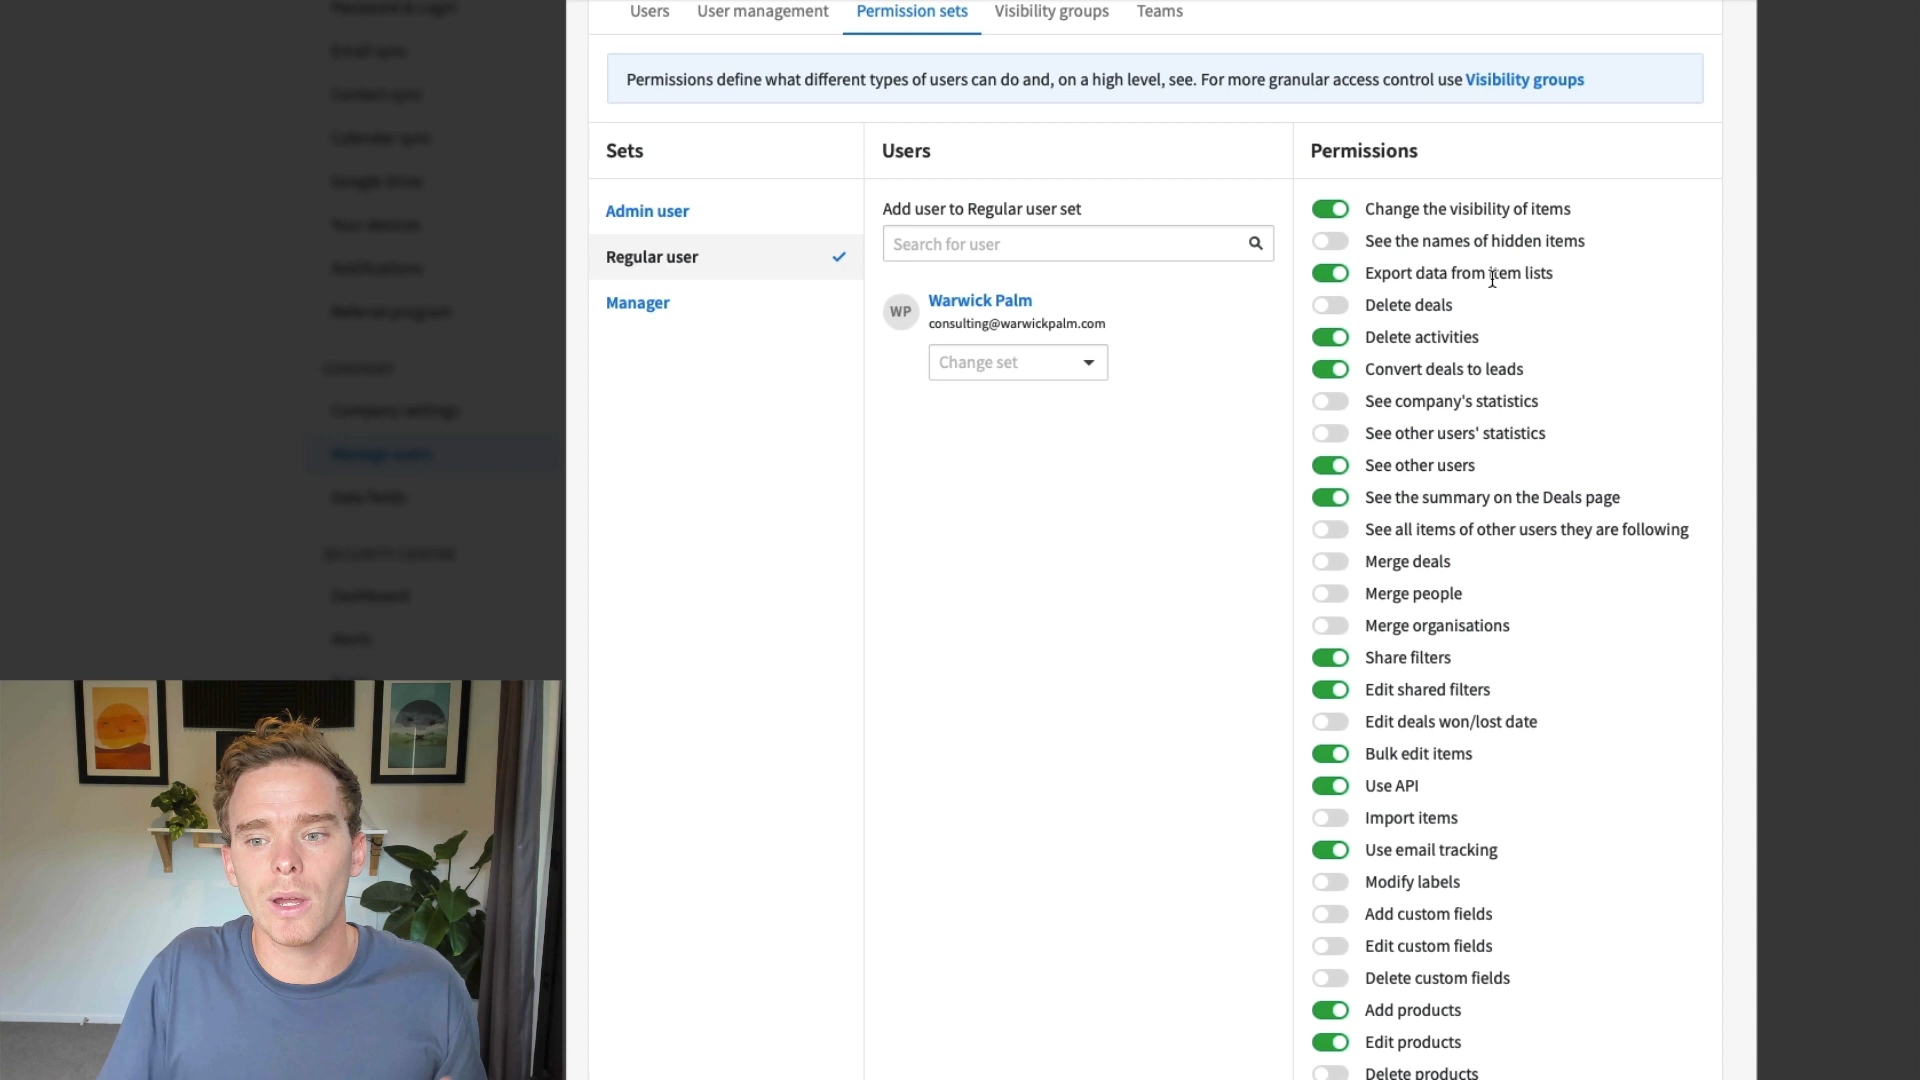 Users
User management
Permission sets
Visibility groups
Teams
Permissions define what different types of users can do and, on a high level, see. For more granular access control use Visibility groups
Sets
Users
Permissions
Admin user
Regular user
Manager
Add user to Regular user set
Search for user
WP
Warwick Palm
consulting@warwickpalm.com
Change set
Change the visibility of items
See the names of hidden items
Export data from item lists
Delete deals
Delete activities
Convert deals to leads
See company's statistics
See other users' statistics
See other users
See the summary on the Deals page
See all items of other users they are following
Merge deals
Merge people
Merge organisations
Share filters
Edit shared filters
Edit deals won/lost date
Bulk edit items
Use API
Import items
Use email tracking
Modify labels
Add custom fields
Edit custom fields
Delete custom fields
Add products
Edit products
Delete products